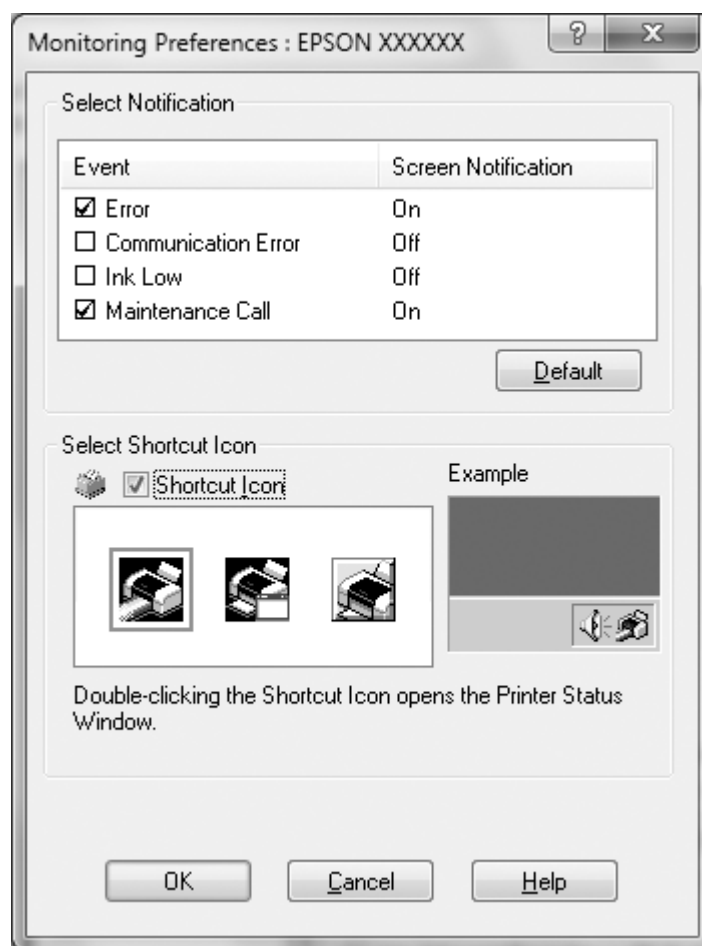 Monitoring Preferences : EPSON XXXXXX
Select Notification
Event Screen Notification
Error On
Communication Error Off
Ink Low Off
Maintenance Call On
Default
Select Shortcut Icon
Shortcut Icon
Example
Double-clicking the Shortcut Icon opens the Printer Status
Window.
OK Cancel Help